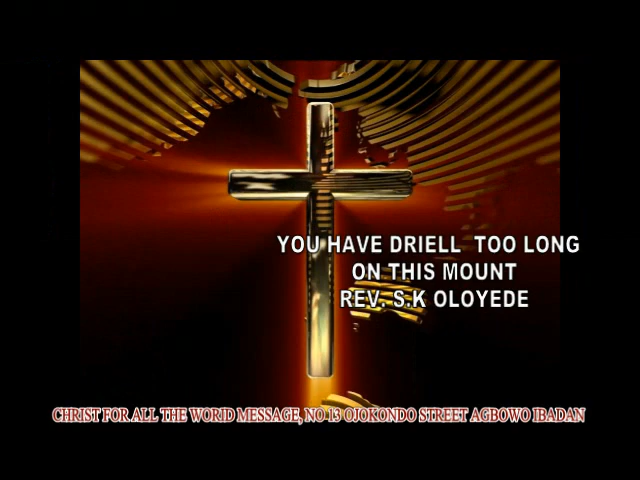 YOU HAVE DRIELL TOO LONG
ON THIS MOUNT
REV. S.K OLOYEDE
CHRIST FOR ALL THE WORID MESSAGE, NO 13 OJOKONDO STREET AGBOWO IBADAN